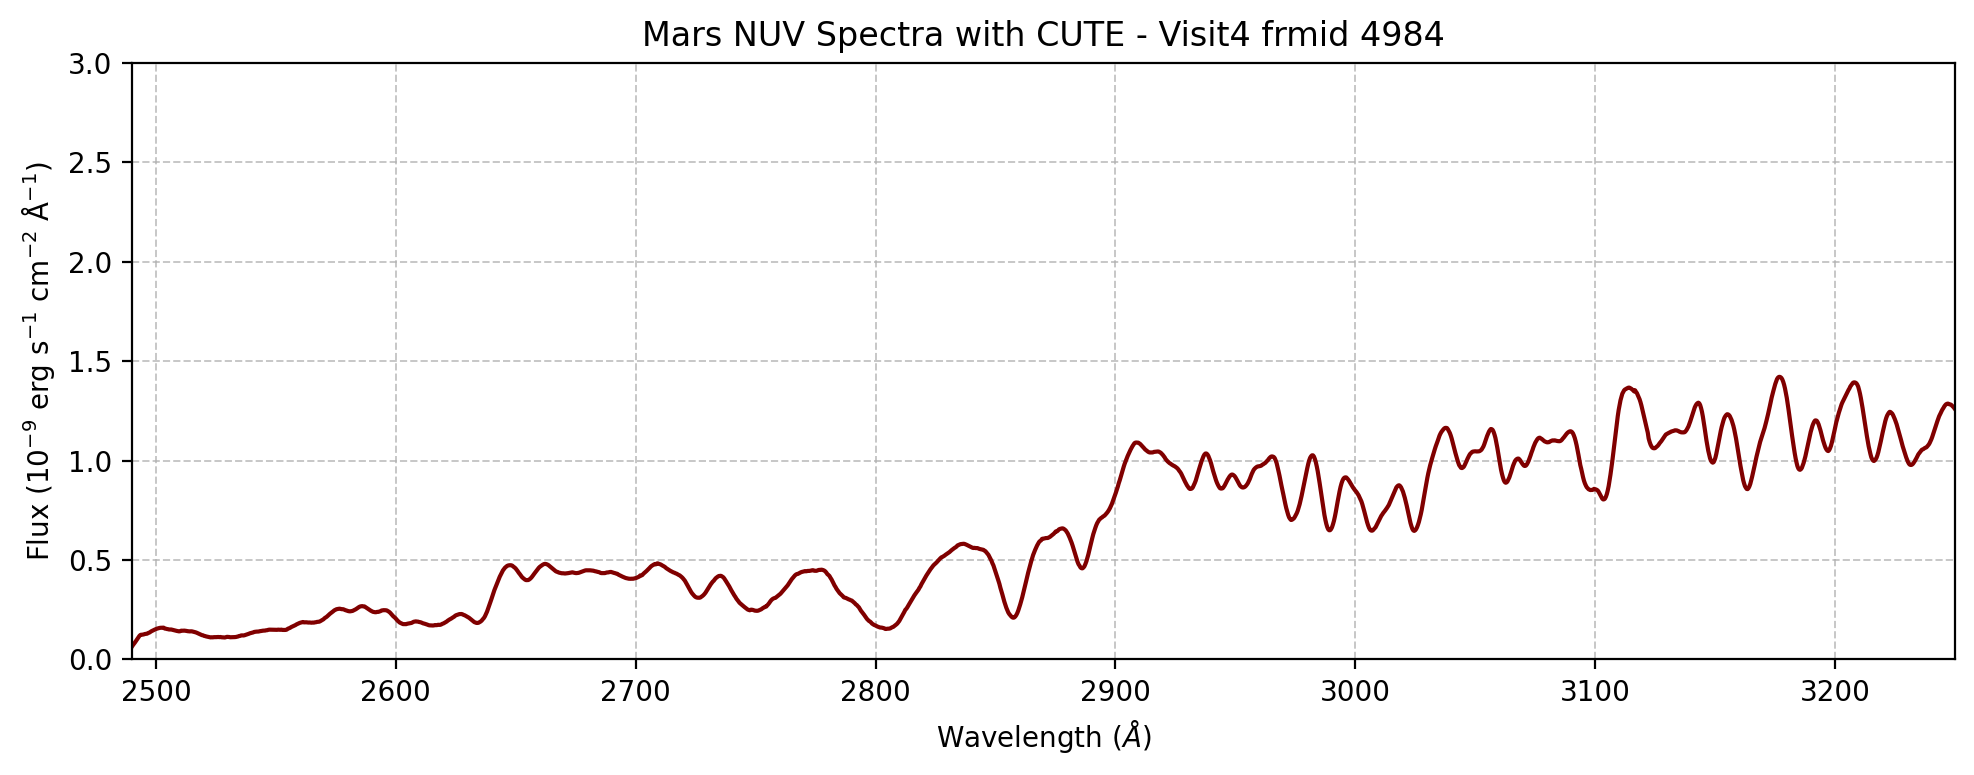 Mars NUV Spectra with CUTE - Visit4 frmid 4984
3.0
2.5
2.0
1.5
1.0
0.5
0.0
Flux (10⁻⁹ erg s⁻¹ cm⁻² Å⁻¹)
2500 2600 2700 2800 2900 3000 3100 3200
Wavelength (Å)